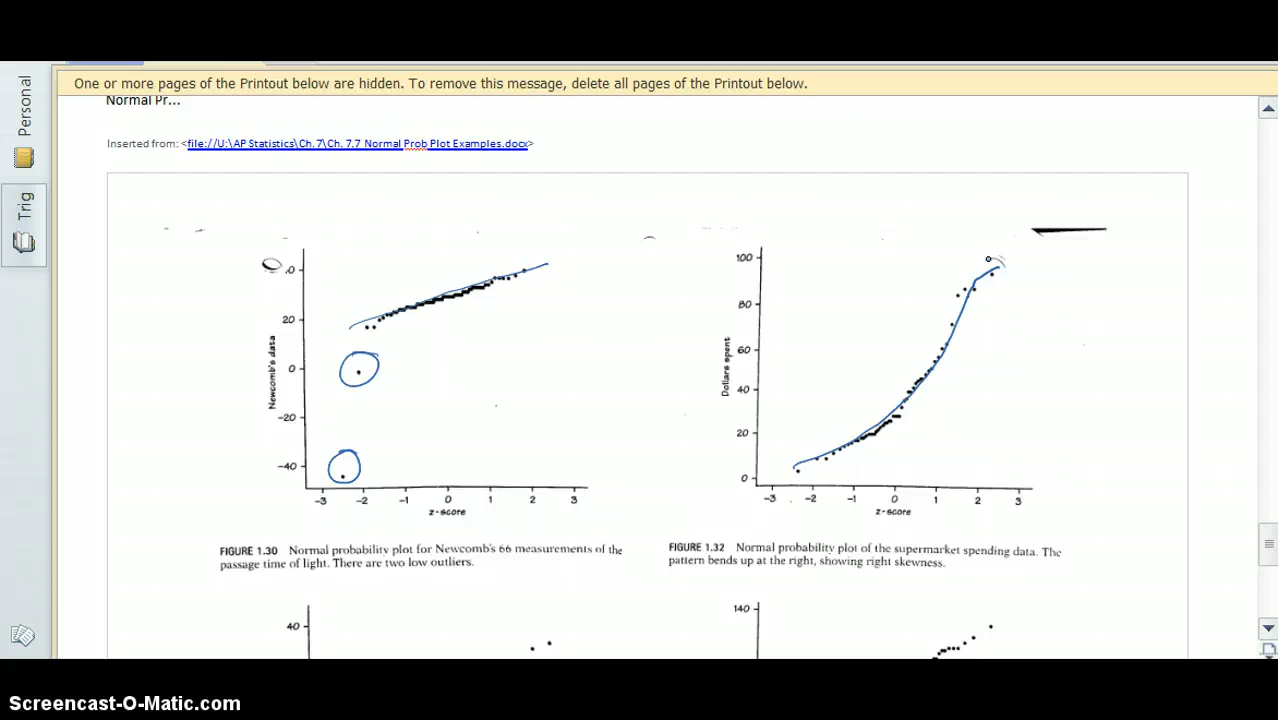 One or more pages of the Printout below are hidden. To remove this message, delete all pages of the Printout below.
Personal
Trig
Normal Pr...
Inserted from: <file://U:\AP Statistics\Ch. 7\Ch. 7.7 Normal Prob Plot Examples.docx>
20
0
-20
-40
Newcomb's data
-3 -2 -1 0 1 2 3
z-score
FIGURE 1.30 Normal probability plot for Newcomb's 66 measurements of the
passage time of light. There are two low outliers.
100
80
60
40
20
0
Dollars spent
-3 -2 -1 0 1 2 3
z-score
FIGURE 1.32 Normal probability plot of the supermarket spending data. The
pattern bends up at the right, showing right skewness.
40
140
Screencast-O-Matic.com